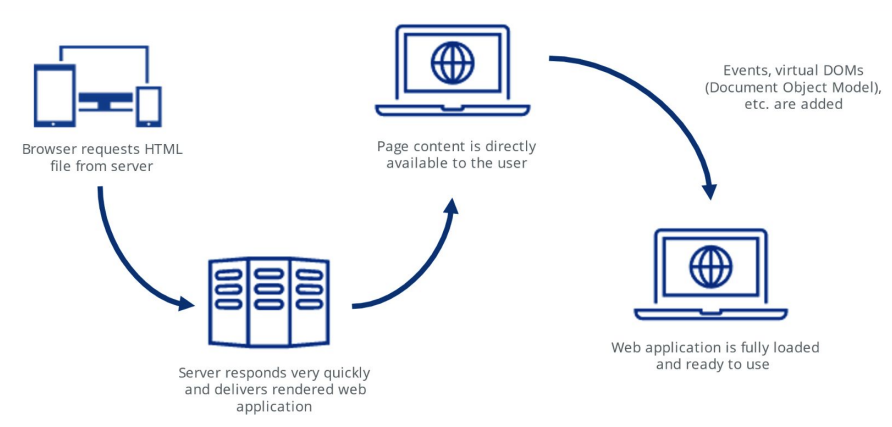 Browser requests HTML
file from server
Server responds very quickly
and delivers rendered web
application
Page content is directly
available to the user
Events, virtual DOMs
(Document Object Model),
etc. are added
Web application is fully loaded
and ready to use